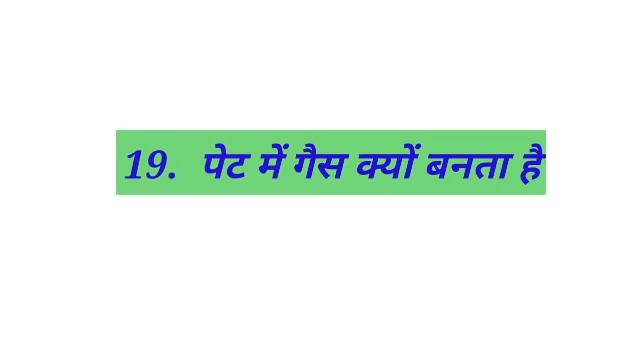 19. पेट में गैस क्यों बनता है